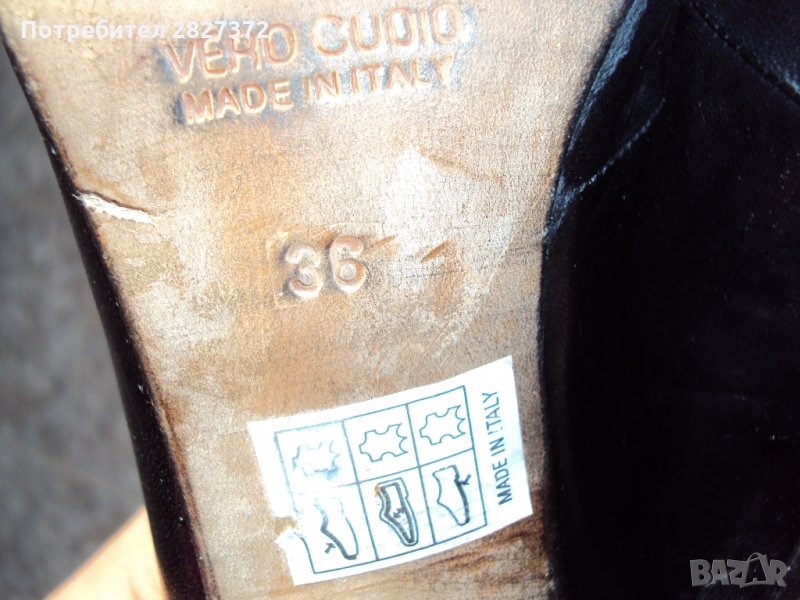 Потребител 2827372
VERO CUOIO
MADE IN ITALY
36
MADE IN ITALY
BAZAR